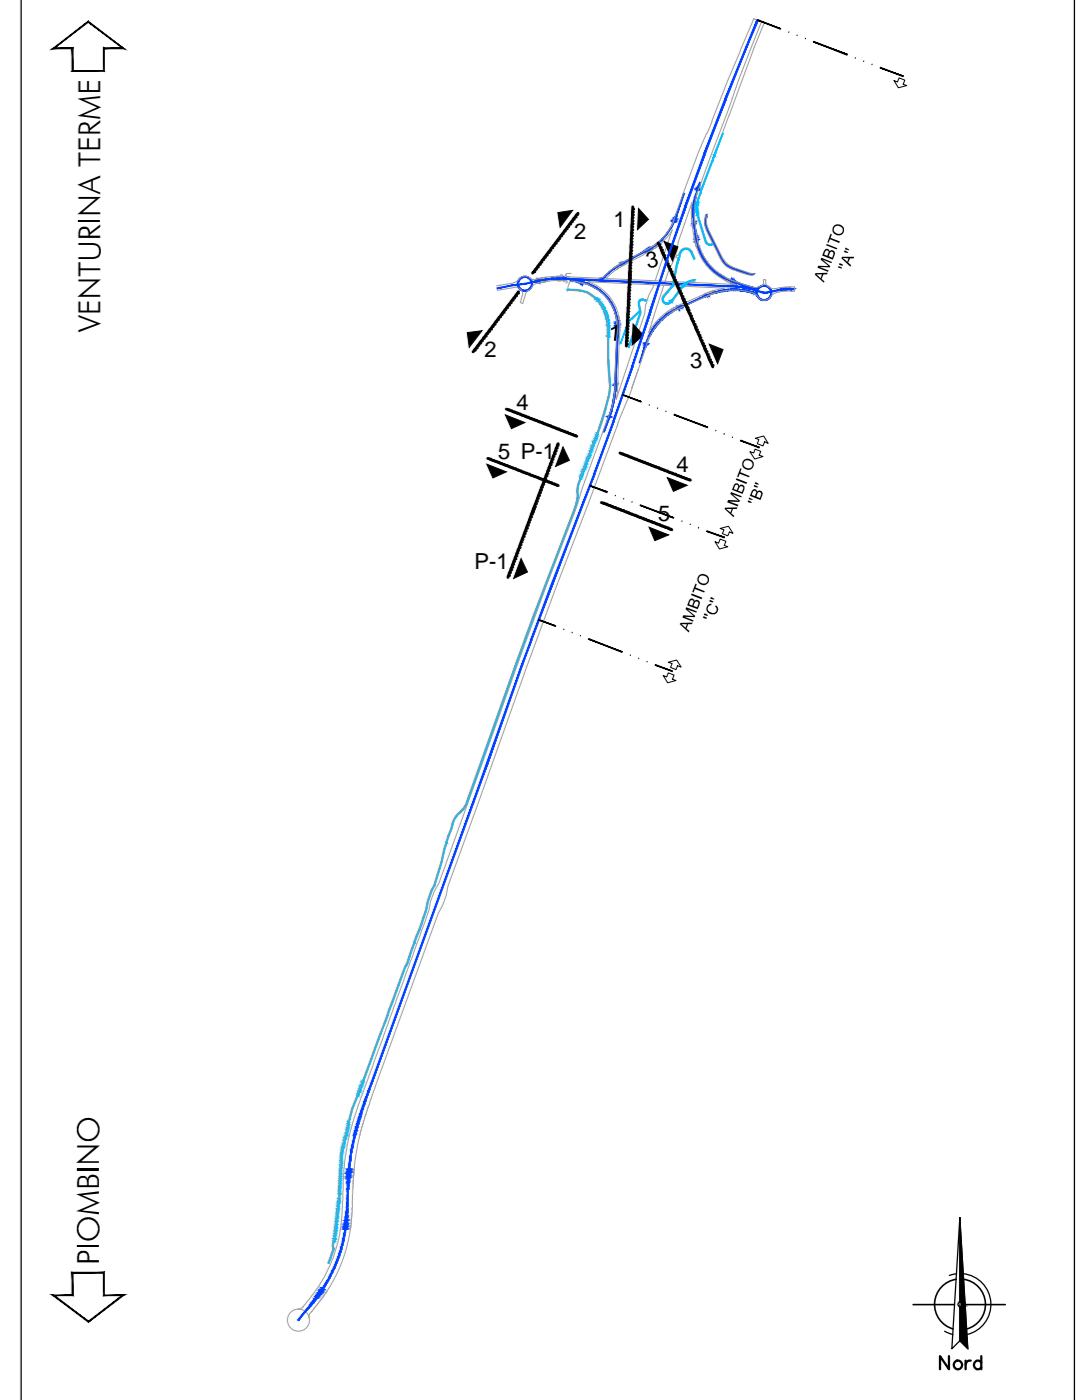 VENTURINA TERME
2
1
3
AMBITO
"A"
1
2
3
4
5
P-1
4
AMBITO
"B"
5
P-1
AMBITO
"C"
PIOMBINO
Nord